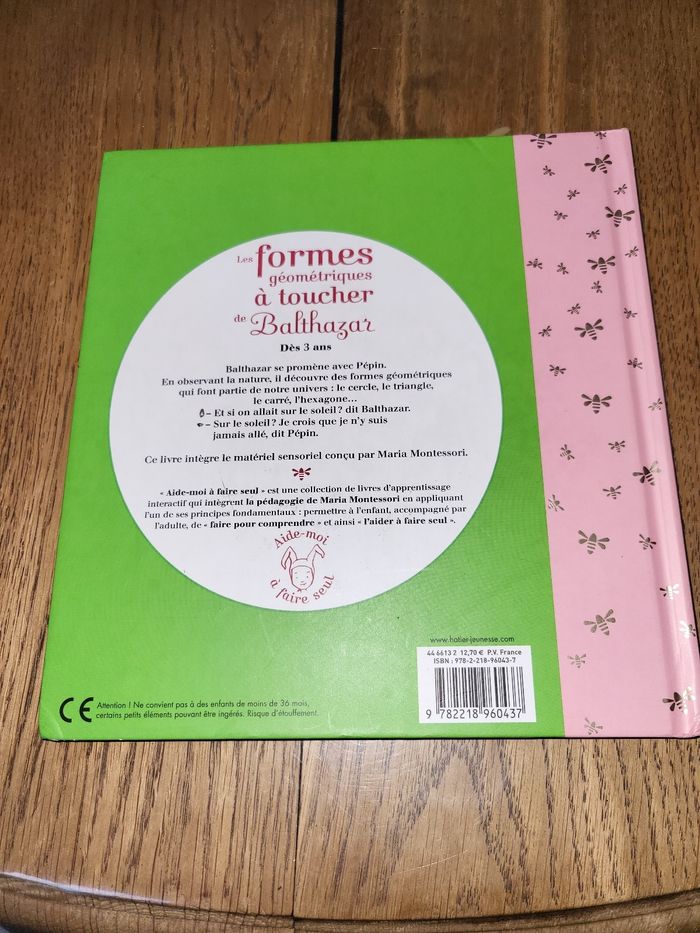 Les formes
géométriques
à toucher
de Balthazar
Dès 3 ans
Balthazar se promène avec Pépin.
En observant la nature, il découvre des formes géométriques
qui font partie de notre univers : le cercle, le triangle,
le carré, l'hexagone...
– Et si on allait sur le soleil ? dit Balthazar.
– Sur le soleil ? Je crois que je n'y suis
jamais allé, dit Pépin.
Ce livre intègre le matériel sensoriel conçu par Maria Montessori.
« Aide-moi à faire seul » est une collection de livres d'apprentissage
interactif qui intègrent la pédagogie de Maria Montessori en appliquant
l'un de ses principes fondamentaux : permettre à l'enfant, accompagné par
l'adulte, de « faire pour comprendre » et ainsi « l'aider à faire seul ».
Aide-moi
à faire seul
www.hatier-jeunesse.com
44 6613 2 12,70 € P.V. France
ISBN : 978-2-218-96043-7
9 782218 960437
CE Attention ! Ne convient pas à des enfants de moins de 36 mois,
certains petits éléments pouvant être ingérés. Risque d'étouffement.